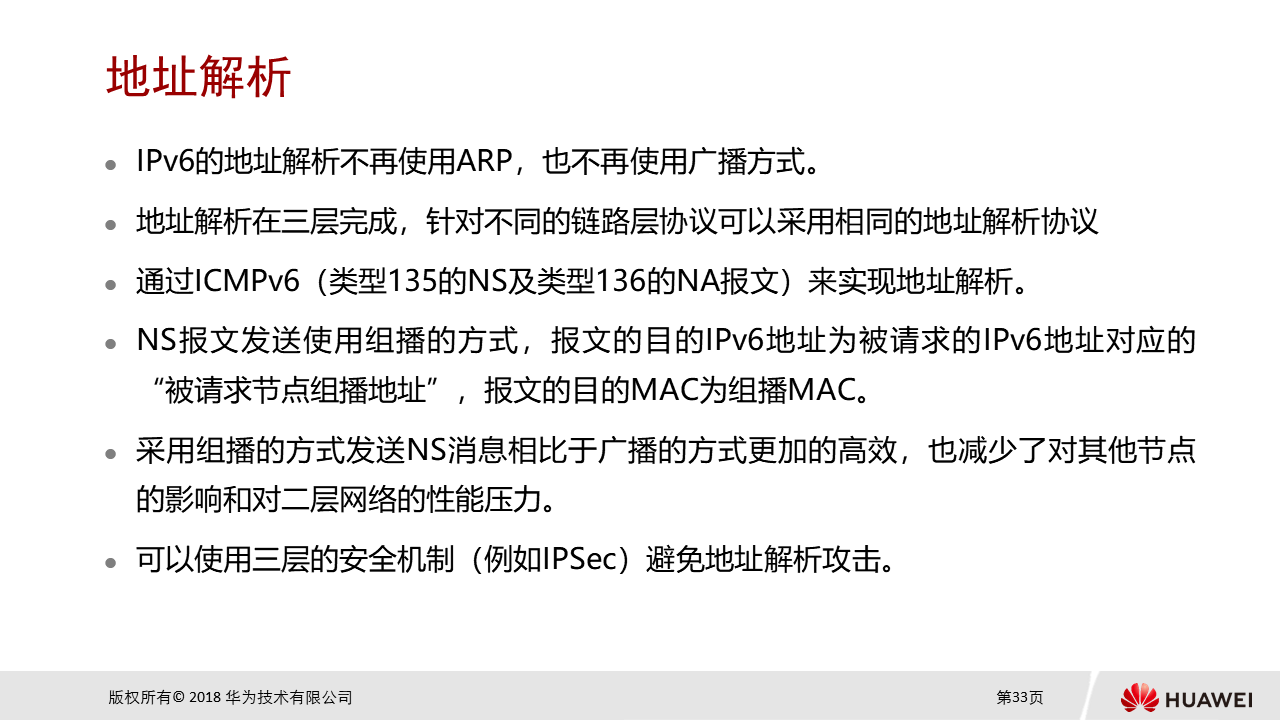 地址解析
• IPv6的地址解析不再使用ARP，也不再使用广播方式。
• 地址解析在三层完成，针对不同的链路层协议可以采用相同的地址解析协议
• 通过ICMPv6（类型135的NS及类型136的NA报文）来实现地址解析。
• NS报文发送使用组播的方式，报文的目的IPv6地址为被请求的IPv6地址对应的
“被请求节点组播地址”，报文的目的MAC为组播MAC。
• 采用组播的方式发送NS消息相比于广播的方式更加的高效，也减少了对其他节点
的影响和对二层网络的性能压力。
• 可以使用三层的安全机制（例如IPSec）避免地址解析攻击。
版权所有© 2018 华为技术有限公司
第33页
HUAWEI